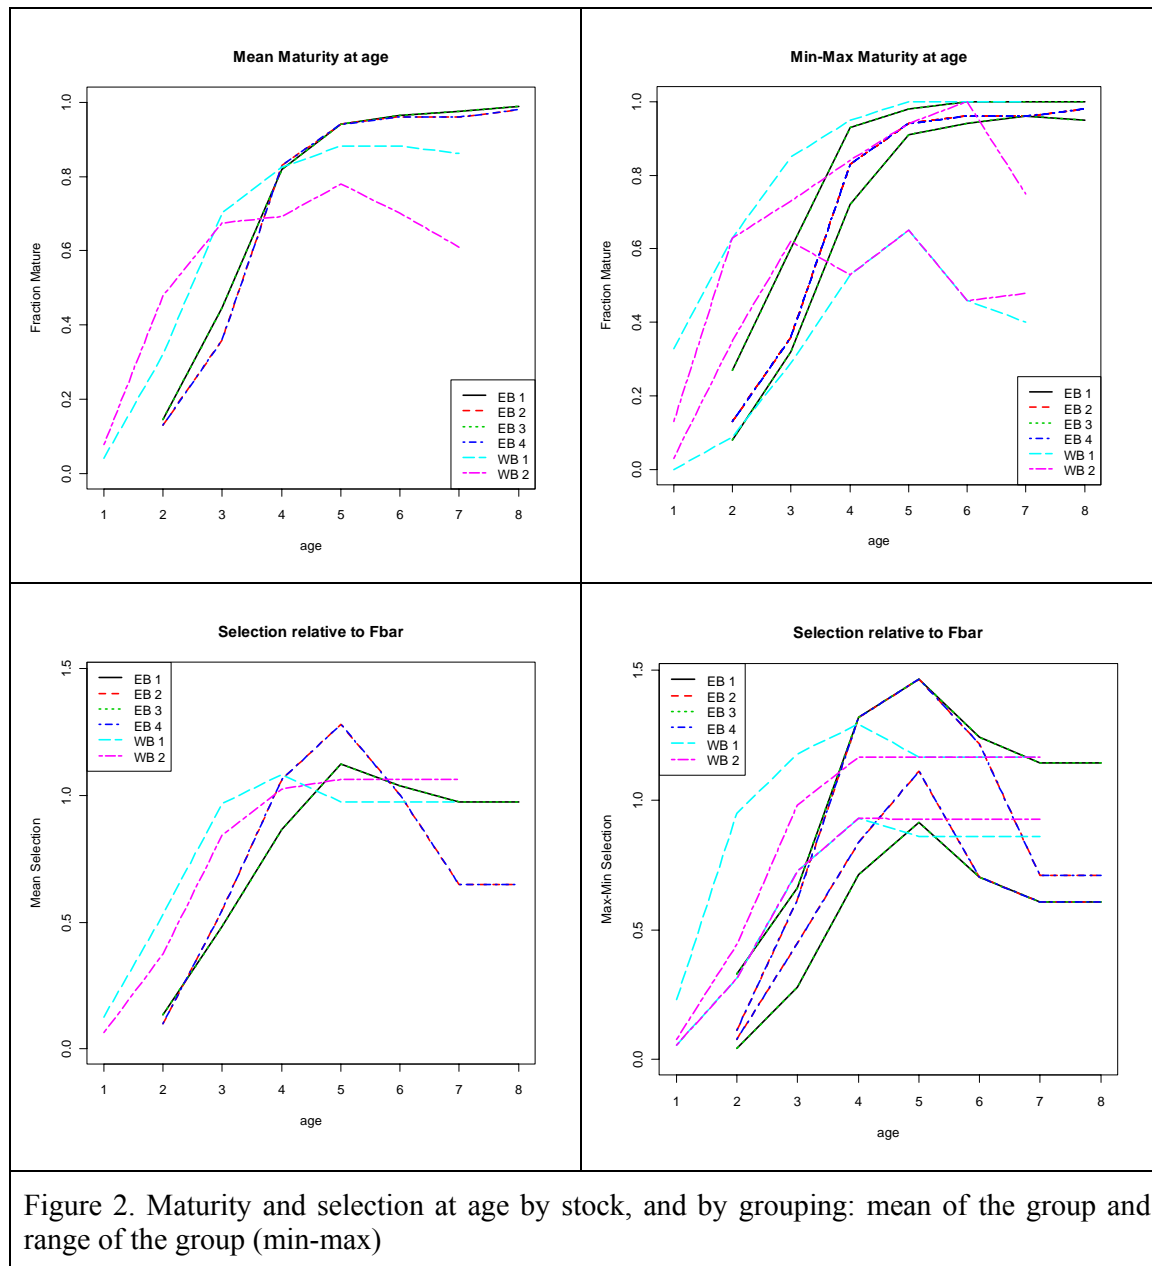 Mean Maturity at age
Fraction Mature
1.0
0.8
0.6
0.4
0.2
0.0
EB 1
EB 2
EB 3
EB 4
WB 1
WB 2
1 2 3 4 5 6 7 8
age
Min-Max Maturity at age
Fraction Mature
1.0
0.8
0.6
0.4
0.2
0.0
EB 1
EB 2
EB 3
EB 4
WB 1
WB 2
1 2 3 4 5 6 7 8
age
Selection relative to Fbar
Mean Selection
1.5
1.0
0.5
0.0
EB 1
EB 2
EB 3
EB 4
WB 1
WB 2
1 2 3 4 5 6 7 8
age
Selection relative to Fbar
Max-Min Selection
1.5
1.0
0.5
0.0
EB 1
EB 2
EB 3
EB 4
WB 1
WB 2
1 2 3 4 5 6 7 8
age
Figure 2. Maturity and selection at age by stock, and by grouping: mean of the group and
range of the group (min-max)